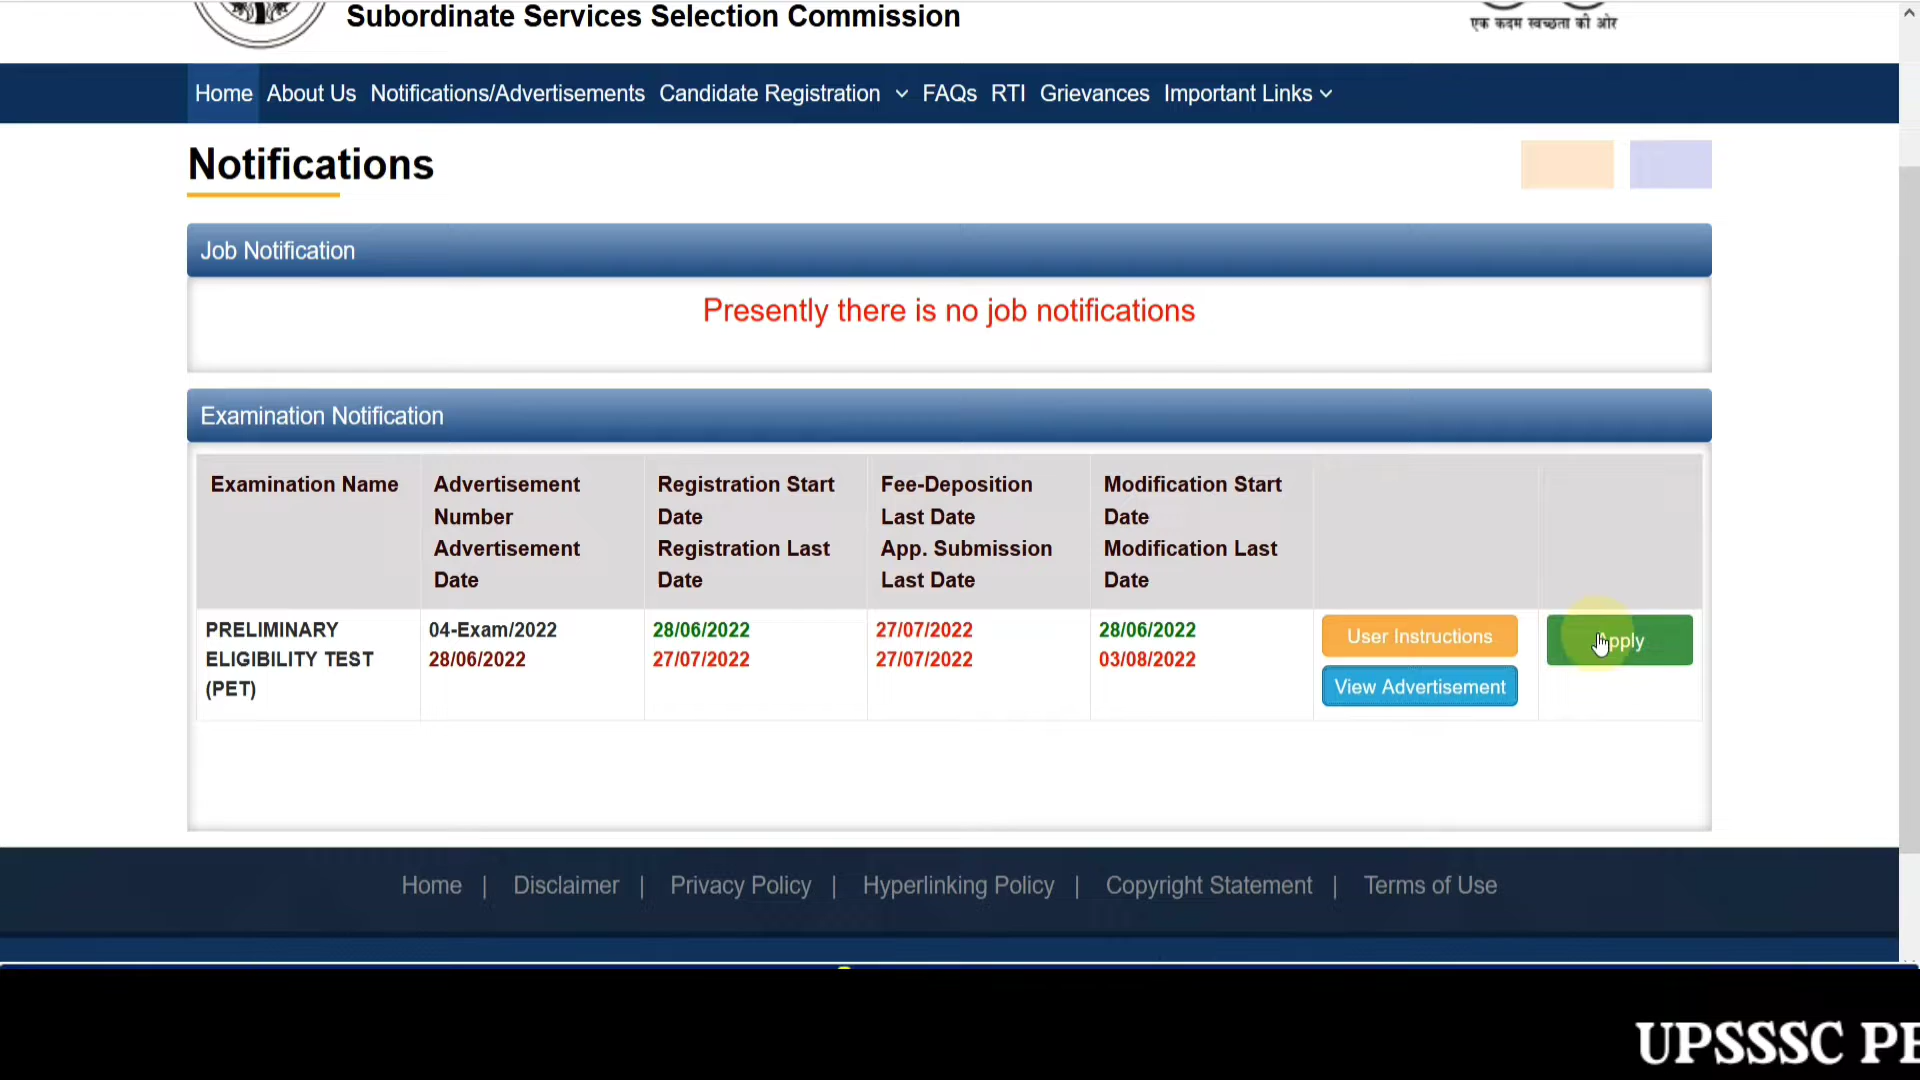 Subordinate Services Selection Commission
एक कदम स्वच्छता की ओर
Home About Us Notifications/Advertisements Candidate Registration FAQs RTI Grievances Important Links
Notifications
Job Notification
Presently there is no job notifications
Examination Notification
Examination Name
Advertisement
Number
Advertisement
Date
Registration Start
Date
Registration Last
Date
Fee-Deposition
Last Date
App. Submission
Last Date
Modification Start
Date
Modification Last
Date
PRELIMINARY
ELIGIBILITY TEST
(PET)
04-Exam/2022
28/06/2022
28/06/2022
27/07/2022
27/07/2022
27/07/2022
28/06/2022
03/08/2022
User Instructions
View Advertisement
Apply
Home | Disclaimer | Privacy Policy | Hyperlinking Policy | Copyright Statement | Terms of Use
UPSSSC PE